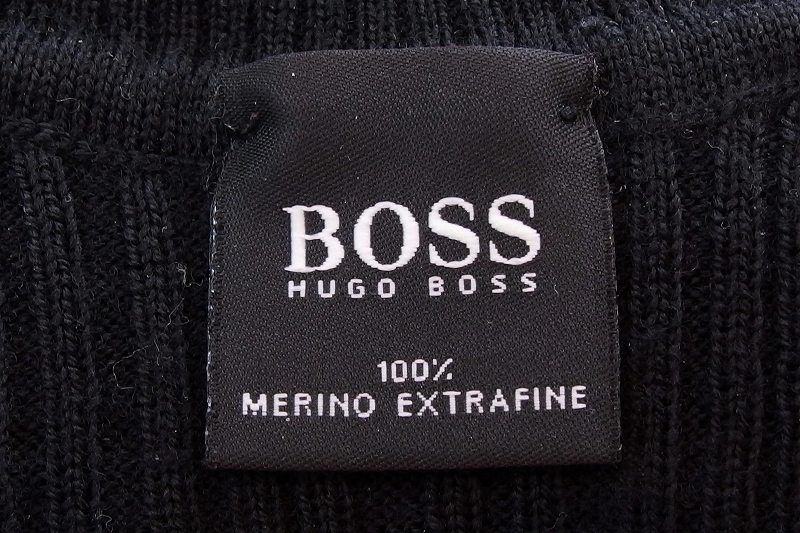 BOSS
HUGO BOSS
100%
MERINO EXTRAFINE